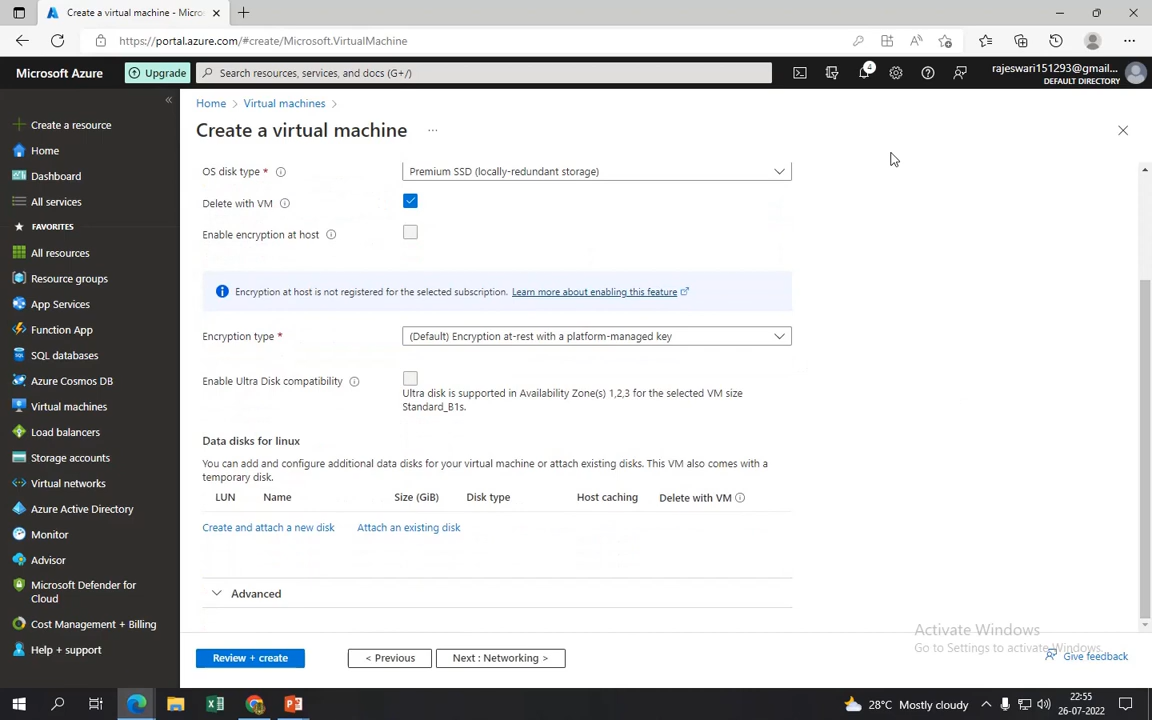 Create a virtual machine - Micros
https://portal.azure.com/#create/Microsoft.VirtualMachine
Microsoft Azure
Upgrade
Search resources, services, and docs (G+/)
4
rajeswari151293@gmail....
DEFAULT DIRECTORY
Home > Virtual machines >
Create a virtual machine ...
Create a resource
Home
Dashboard
All services
FAVORITES
All resources
Resource groups
App Services
Function App
SQL databases
Azure Cosmos DB
Virtual machines
Load balancers
Storage accounts
Virtual networks
Azure Active Directory
Monitor
Advisor
Microsoft Defender for
Cloud
Cost Management + Billing
Help + support
OS disk type *
Premium SSD (locally-redundant storage)
Delete with VM
Enable encryption at host
Encryption at host is not registered for the selected subscription. Learn more about enabling this feature
Encryption type *
(Default) Encryption at-rest with a platform-managed key
Enable Ultra Disk compatibility
Ultra disk is supported in Availability Zone(s) 1,2,3 for the selected VM size
Standard_B1s.
Data disks for linux
You can add and configure additional data disks for your virtual machine or attach existing disks. This VM also comes with a
temporary disk.
LUN Name Size (GiB) Disk type Host caching Delete with VM
Create and attach a new disk Attach an existing disk
Advanced
Review + create
< Previous
Next : Networking >
Activate Windows
Go to Settings to activate Windows.
Give feedback
28°C Mostly cloudy
22:55
26-07-2022